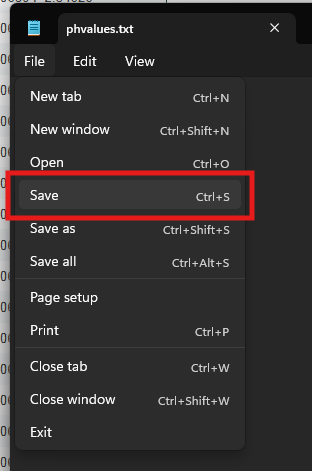 phvalues.txt
File Edit View
New tab Ctrl+N
New window Ctrl+Shift+N
Open Ctrl+O
Save Ctrl+S
Save as Ctrl+Shift+S
Save all Ctrl+Alt+S
Page setup
Print Ctrl+P
Close tab Ctrl+W
Close window Ctrl+Shift+W
Exit